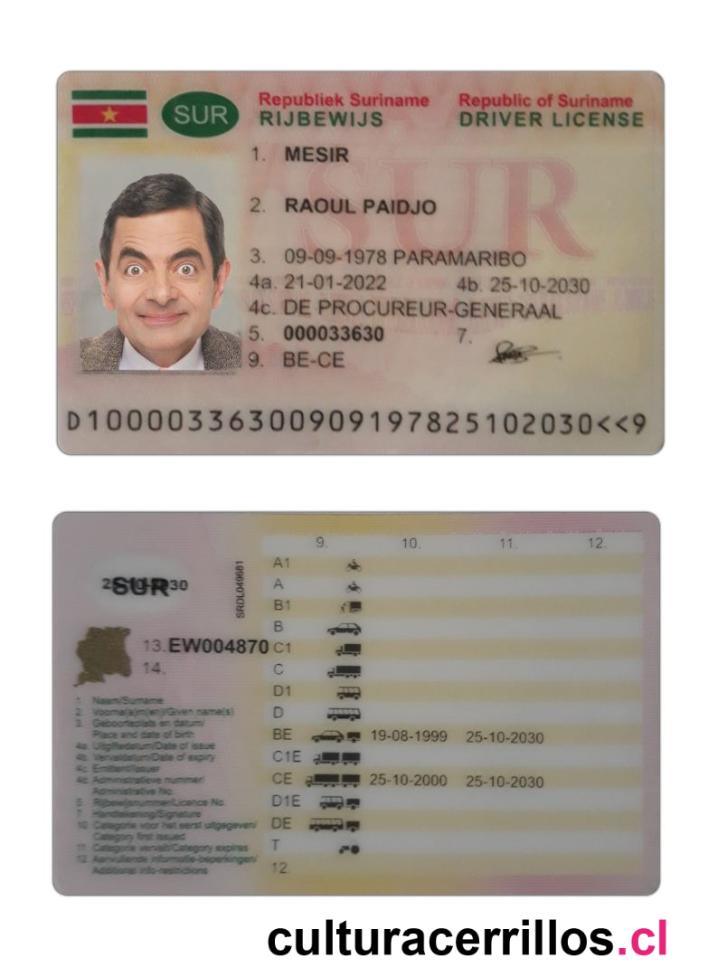 SUR
Republiek Suriname
RIJBEWIJS
Republic of Suriname
DRIVER LICENSE
SUR
1. MESIR
2. RAOUL PAIDJO
3. 09-09-1978 PARAMARIBO
4a. 21-01-2022 4b. 25-10-2030
4c. DE PROCUREUR-GENERAAL
5. 000033630 7.
9. BE-CE
D10000336300909197825102030<<9
9. 10. 11. 12.
SUR
SRDL049681
13. EW004870
14.
A1
A
B1
B
C1
C
D1
D
BE 19-08-1999 25-10-2030
C1E
CE 25-10-2000 25-10-2030
D1E
DE
T
12.
1 Naam/Surname
2 Voorna(a)m(en)/Given name(s)
3 Geboorteplaats en datum/
Place and date of birth
4a Uitgiftedatum/Date of issue
4b Vervaldatum/Date of expiry
4c Emittent/Issuer
4d Administratieve nummer/
Administrative No.
5 Rijbewijsnummer/Licence No.
7 Handtekening/Signature
10 Categorie voor het eerst uitgegeven/
Category first issued
11 Categorie vervalt/Category expires
12 Aanvullende informatie-beperkingen/
Additional info-restrictions
culturacerrillos.cl